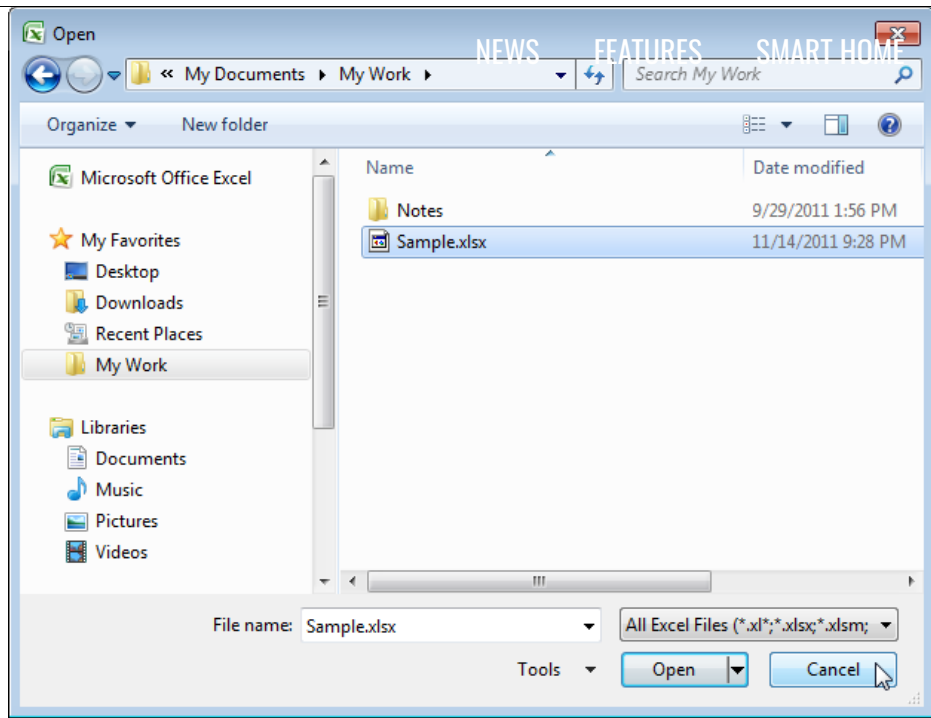 Open
NEWS FEATURES SMART HOME
« My Documents My Work Search My Work
Organize New folder
Microsoft Office Excel
My Favorites
Desktop
Downloads
Recent Places
My Work
Libraries
Documents
Music
Pictures
Videos
Name Date modified
Notes 9/29/2011 1:56 PM
Sample.xlsx 11/14/2011 9:28 PM
File name: Sample.xlsx All Excel Files (*.xl*;*.xlsx;*.xlsm;
Tools Open Cancel